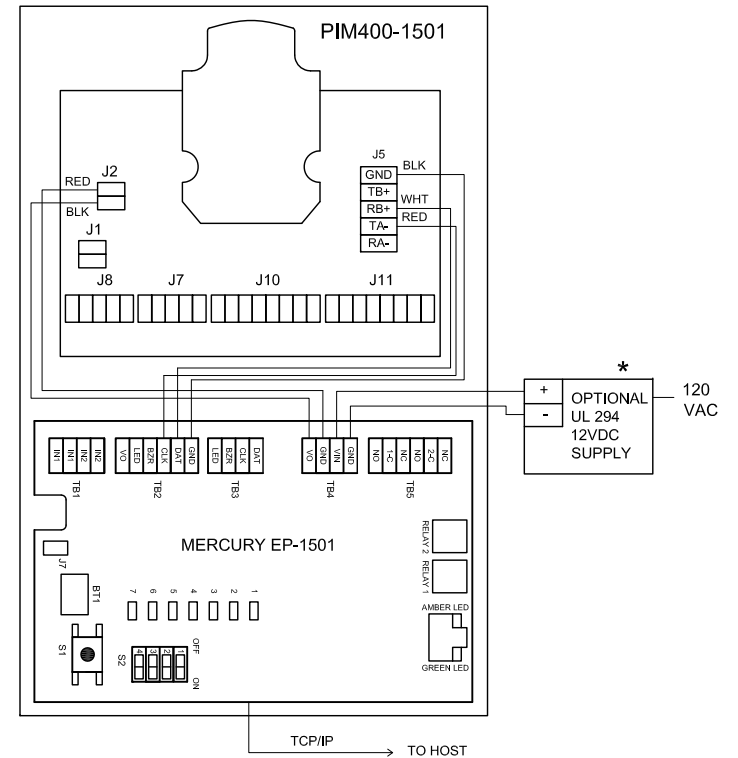 PIM400-1501
J2
RED
BLK
J1
J5
GND
TB+
RB+
TA-
RA-
BLK
WHT
RED
J8 J7 J10 J11
*
+
-
OPTIONAL
UL 294
12VDC
SUPPLY
120
VAC
IN1 IN1 IN2 IN2
TB1
VO LED BZR CLK DAT GND
TB2
LED BZR CLK DAT
TB3
VO GND VIN GND
TB4
NO 1-C NC NO 2-C NC
TB5
MERCURY EP-1501
RELAY 2
RELAY 1
AMBER LED
GREEN LED
J7
BT1
S1
7 6 5 4 3 2 1
S2
4 3 2 1
OFF
ON
TCP/IP
TO HOST